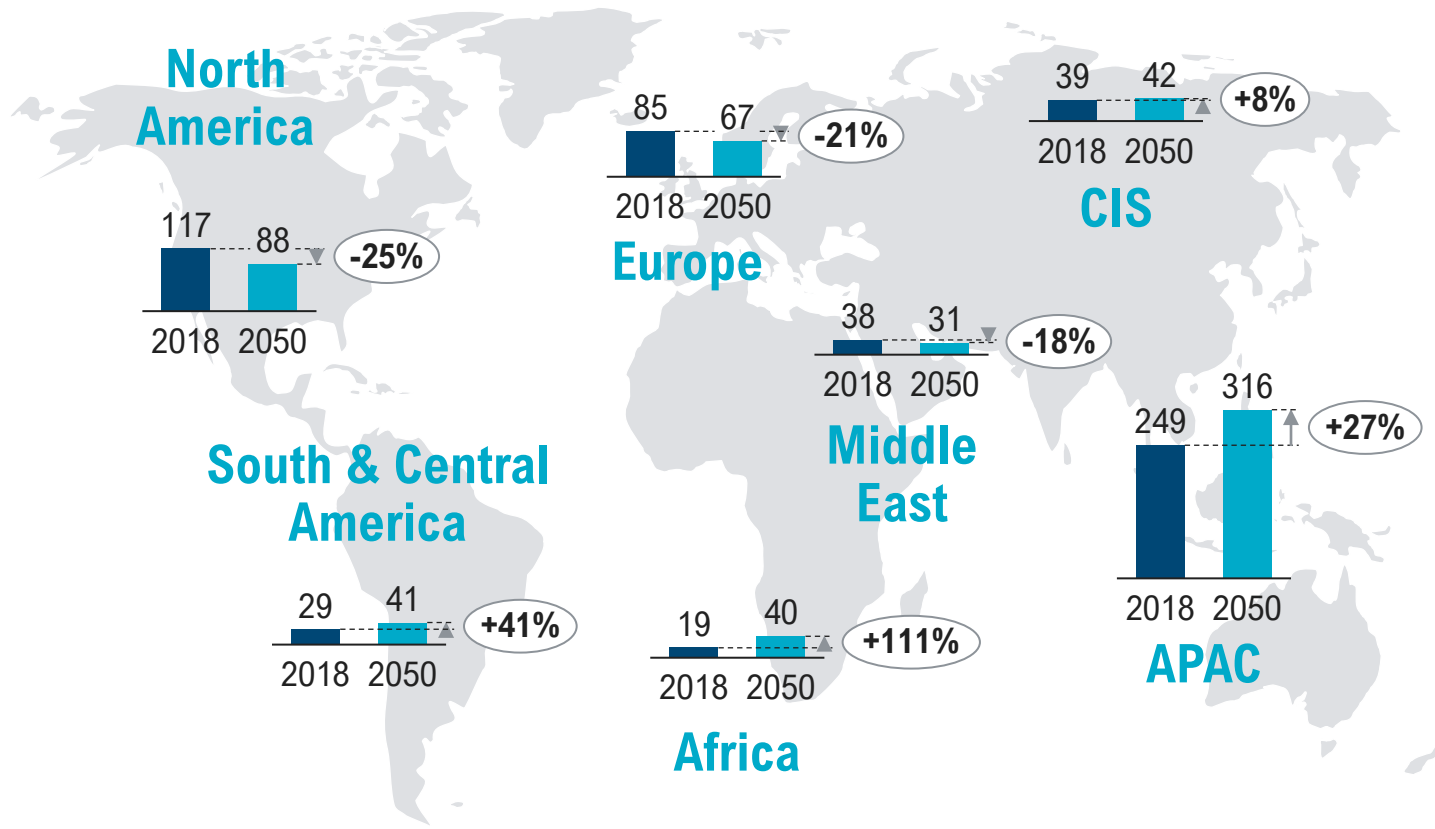 North
America
117
88
-25%
2018 2050
85
67
-21%
2018 2050
Europe
39
42
+8%
2018 2050
CIS
38
31
-18%
2018 2050
Middle
East
249
316
+27%
2018 2050
APAC
South & Central
America
29
41
+41%
2018 2050
19
40
+111%
2018 2050
Africa